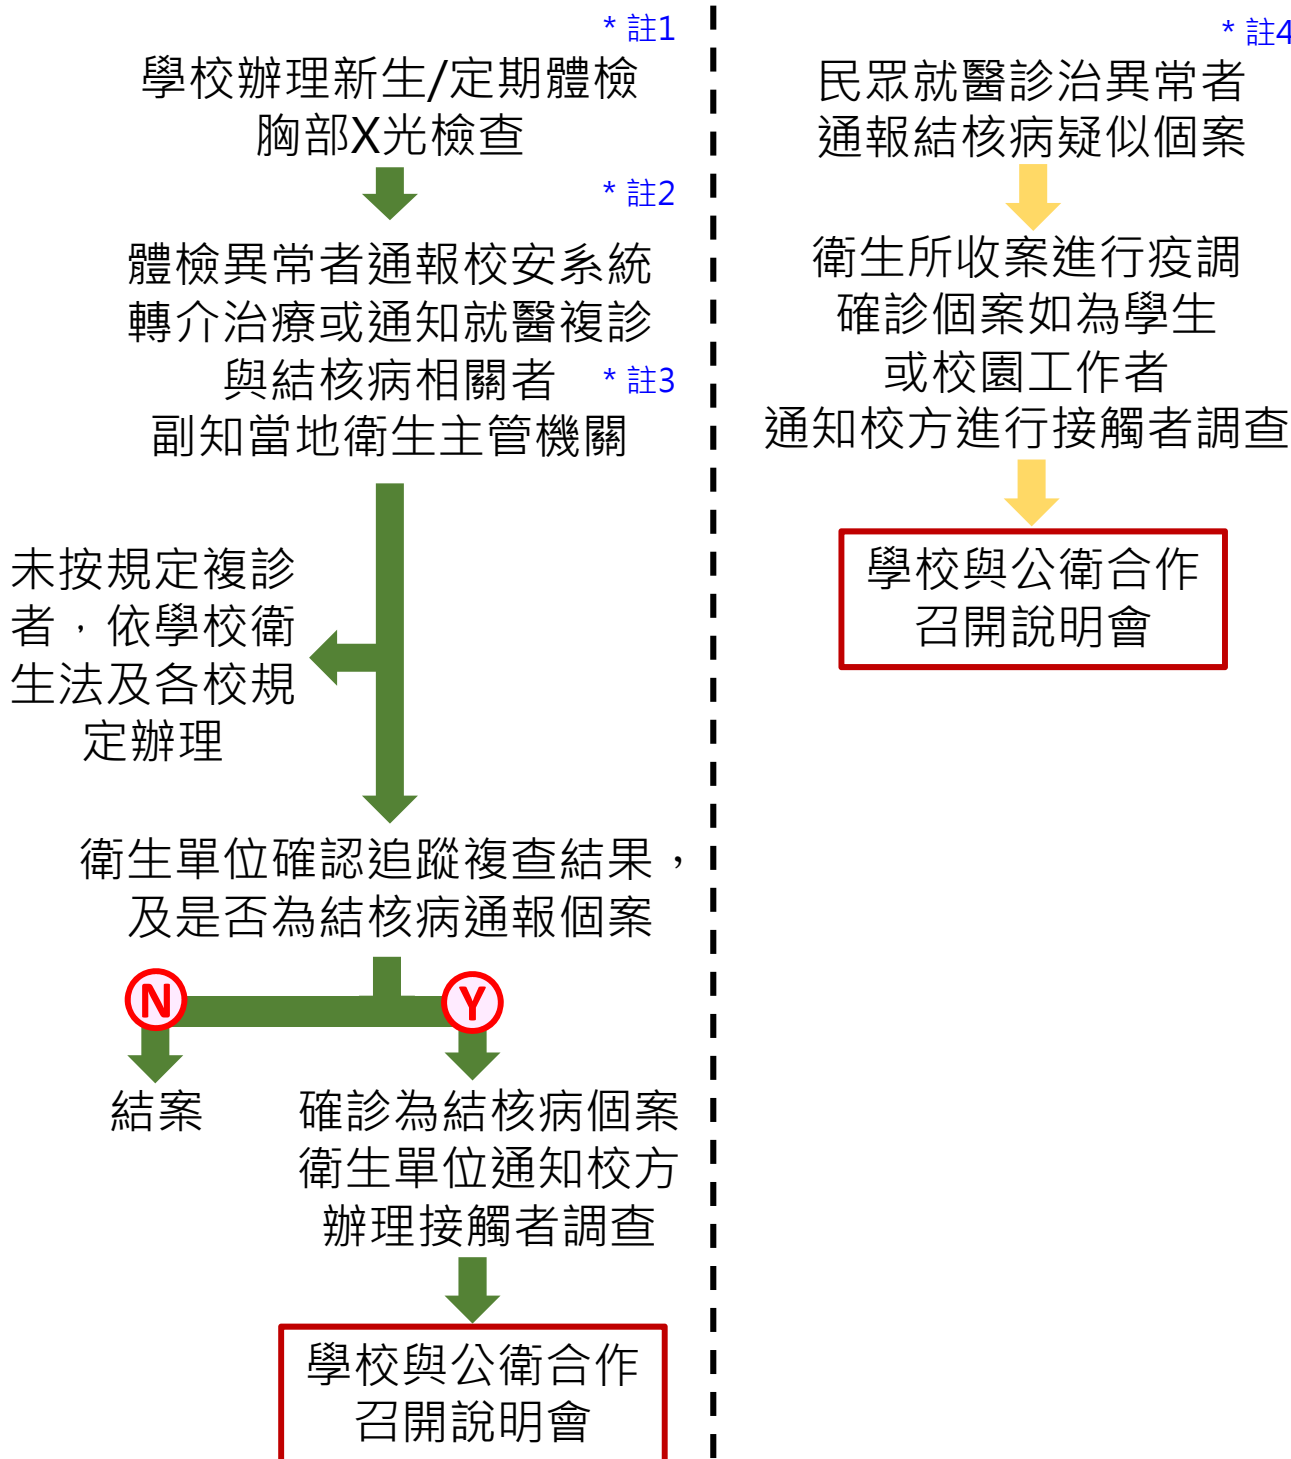 * 註1
學校辦理新生/定期體檢
胸部X光檢查
* 註2
體檢異常者通報校安系統
轉介治療或通知就醫複診
與結核病相關者
* 註3
副知當地衛生主管機關
未按規定複診
者，依學校衛
生法及各校規
定辦理
衛生單位確認追蹤複查結果，
及是否為結核病通報個案
N
Y
結案
確診為結核病個案
衛生單位通知校方
辦理接觸者調查
學校與公衛合作
召開說明會
* 註4
民眾就醫診治異常者
通報結核病疑似個案
衛生所收案進行疫調
確診個案如為學生
或校園工作者
通知校方進行接觸者調查
學校與公衛合作
召開說明會